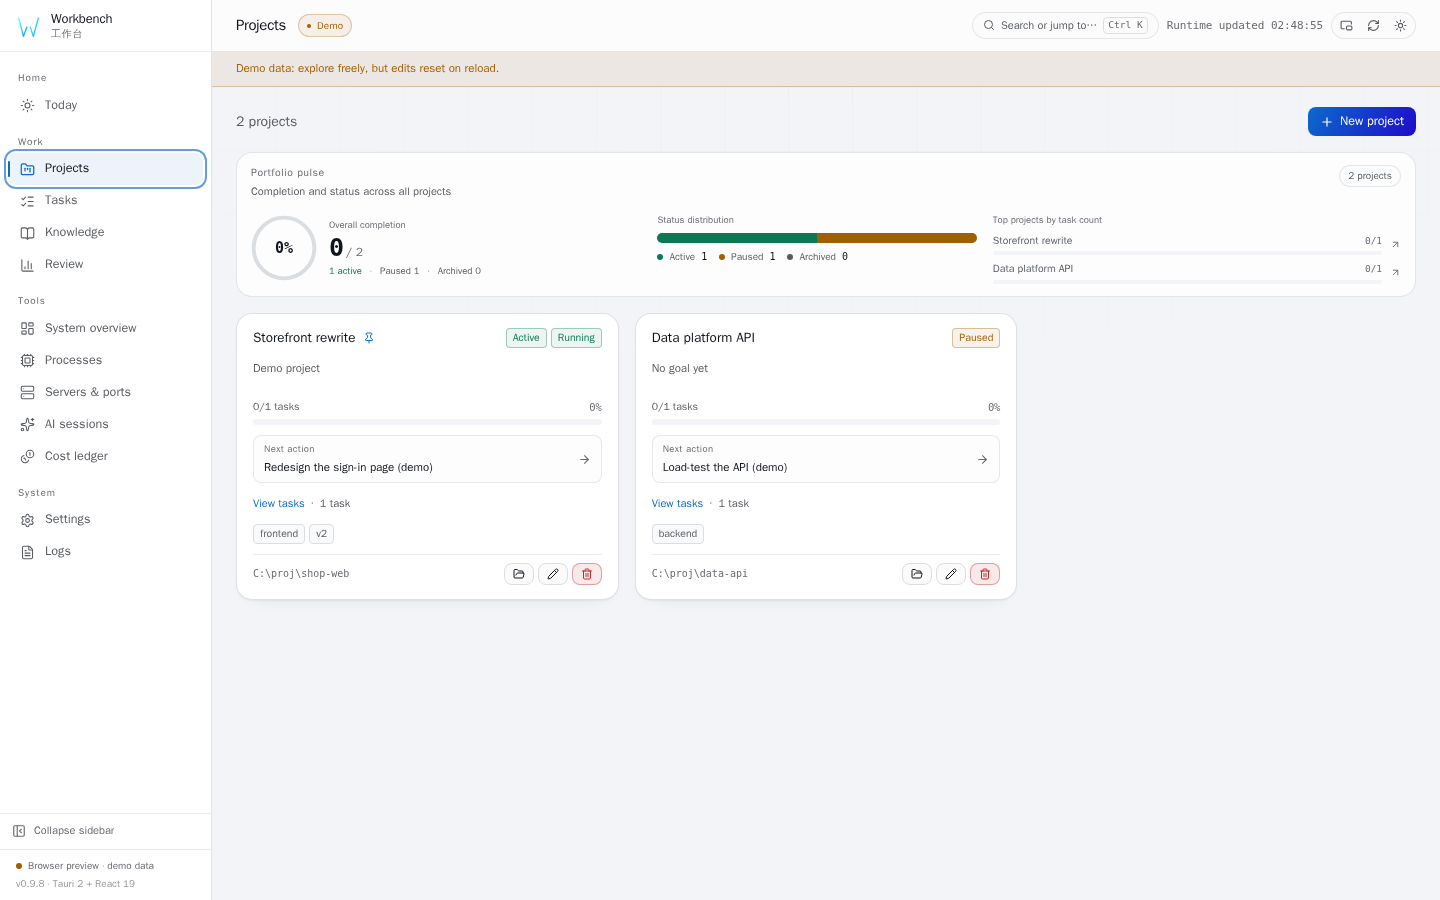 Workbench
工作台
Home
Today
Work
Projects
Tasks
Knowledge
Review
Tools
System overview
Processes
Servers & ports
AI sessions
Cost ledger
System
Settings
Logs
Collapse sidebar
Browser preview · demo data
v0.9.8 · Tauri 2 + React 19
Projects
Demo
Search or jump to··· Ctrl K
Runtime updated 02:48:55
Demo data: explore freely, but edits reset on reload.
2 projects
New project
Portfolio pulse
Completion and status across all projects
2 projects
0%
Overall completion
0 / 2
1 active · Paused 1 · Archived 0
Status distribution
Active 1 Paused 1 Archived 0
Top projects by task count
Storefront rewrite 0/1
Data platform API 0/1
Storefront rewrite
Active Running
Demo project
0/1 tasks 0%
Next action
Redesign the sign-in page (demo)
View tasks · 1 task
frontend v2
C:\proj\shop-web
Data platform API
Paused
No goal yet
0/1 tasks 0%
Next action
Load-test the API (demo)
View tasks · 1 task
backend
C:\proj\data-api